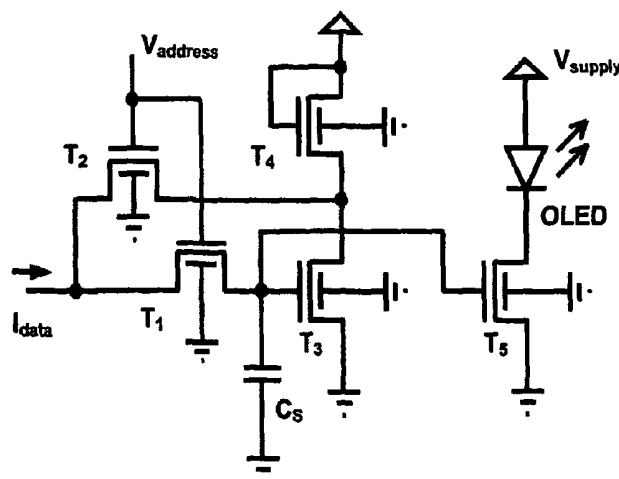 V_address
V_supply
T_2
T_4
OLED
I_data
T_1
T_3
T_5
C_S